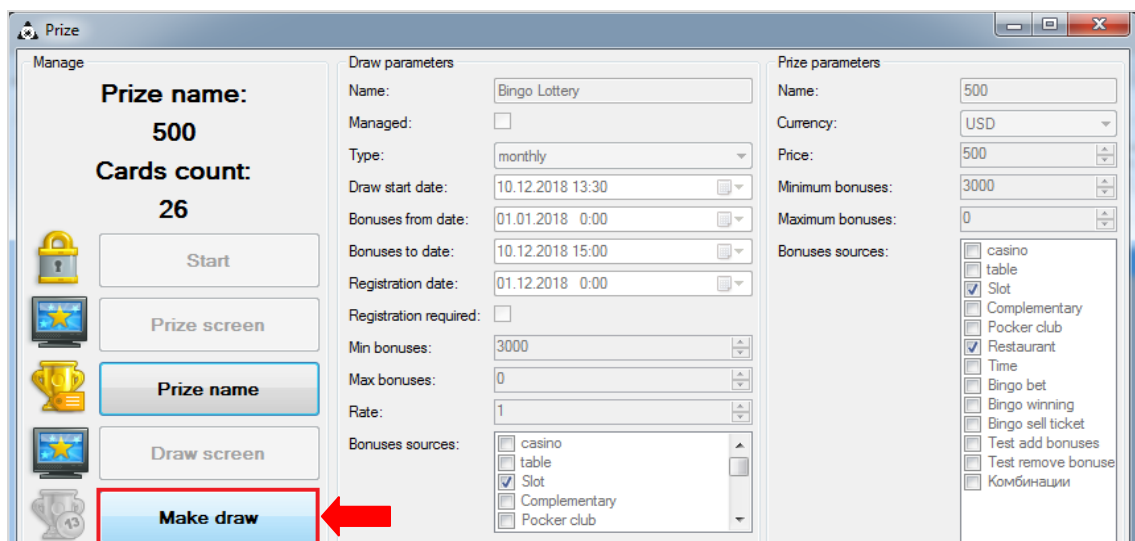 Prize
Manage
Prize name:
500
Cards count:
26
Start
Prize screen
Prize name
Draw screen
13
Make draw
Draw parameters
Name: Bingo Lottery
Managed:
Type: monthly
Draw start date: 10.12.2018 13:30
Bonuses from date: 01.01.2018 0:00
Bonuses to date: 10.12.2018 15:00
Registration date: 01.12.2018 0:00
Registration required:
Min bonuses: 3000
Max bonuses: 0
Rate: 1
Bonuses sources: casino
table
Slot
Complementary
Pocker club
Prize parameters
Name: 500
Currency: USD
Price: 500
Minimum bonuses: 3000
Maximum bonuses: 0
Bonuses sources: casino
table
Slot
Complementary
Pocker club
Restaurant
Time
Bingo bet
Bingo winning
Bingo sell ticket
Test add bonuses
Test remove bonuse
Комбинации